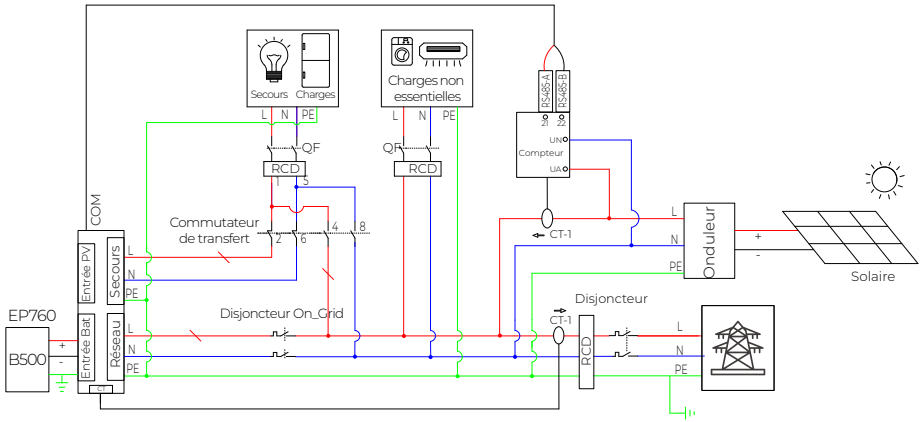 Secours Charges
L N PE
Charges non
essentielles
L N PE
RS485-A
RS485-B
21 22
UN
Compteur
UA
QF
RCD
1 5
QF
RCD
COM
Commutateur
de transfert
2 6 4 8
CT-1
L
N
PE
Onduleur
+
-
Solaire
Entrée PV
Secours
L
N
PE
EP760
B500
+
-
Entrée Bat
Réseau
L
N
PE
CT
Disjoncteur On_Grid
CT-1
Disjoncteur
RCD
L
N
PE